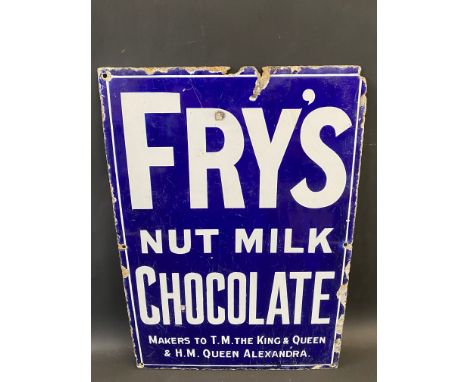 FRY'S
NUT MILK
CHOCOLATE
MAKERS TO T.M. THE KING & QUEEN
& H.M. QUEEN ALEXANDRA.